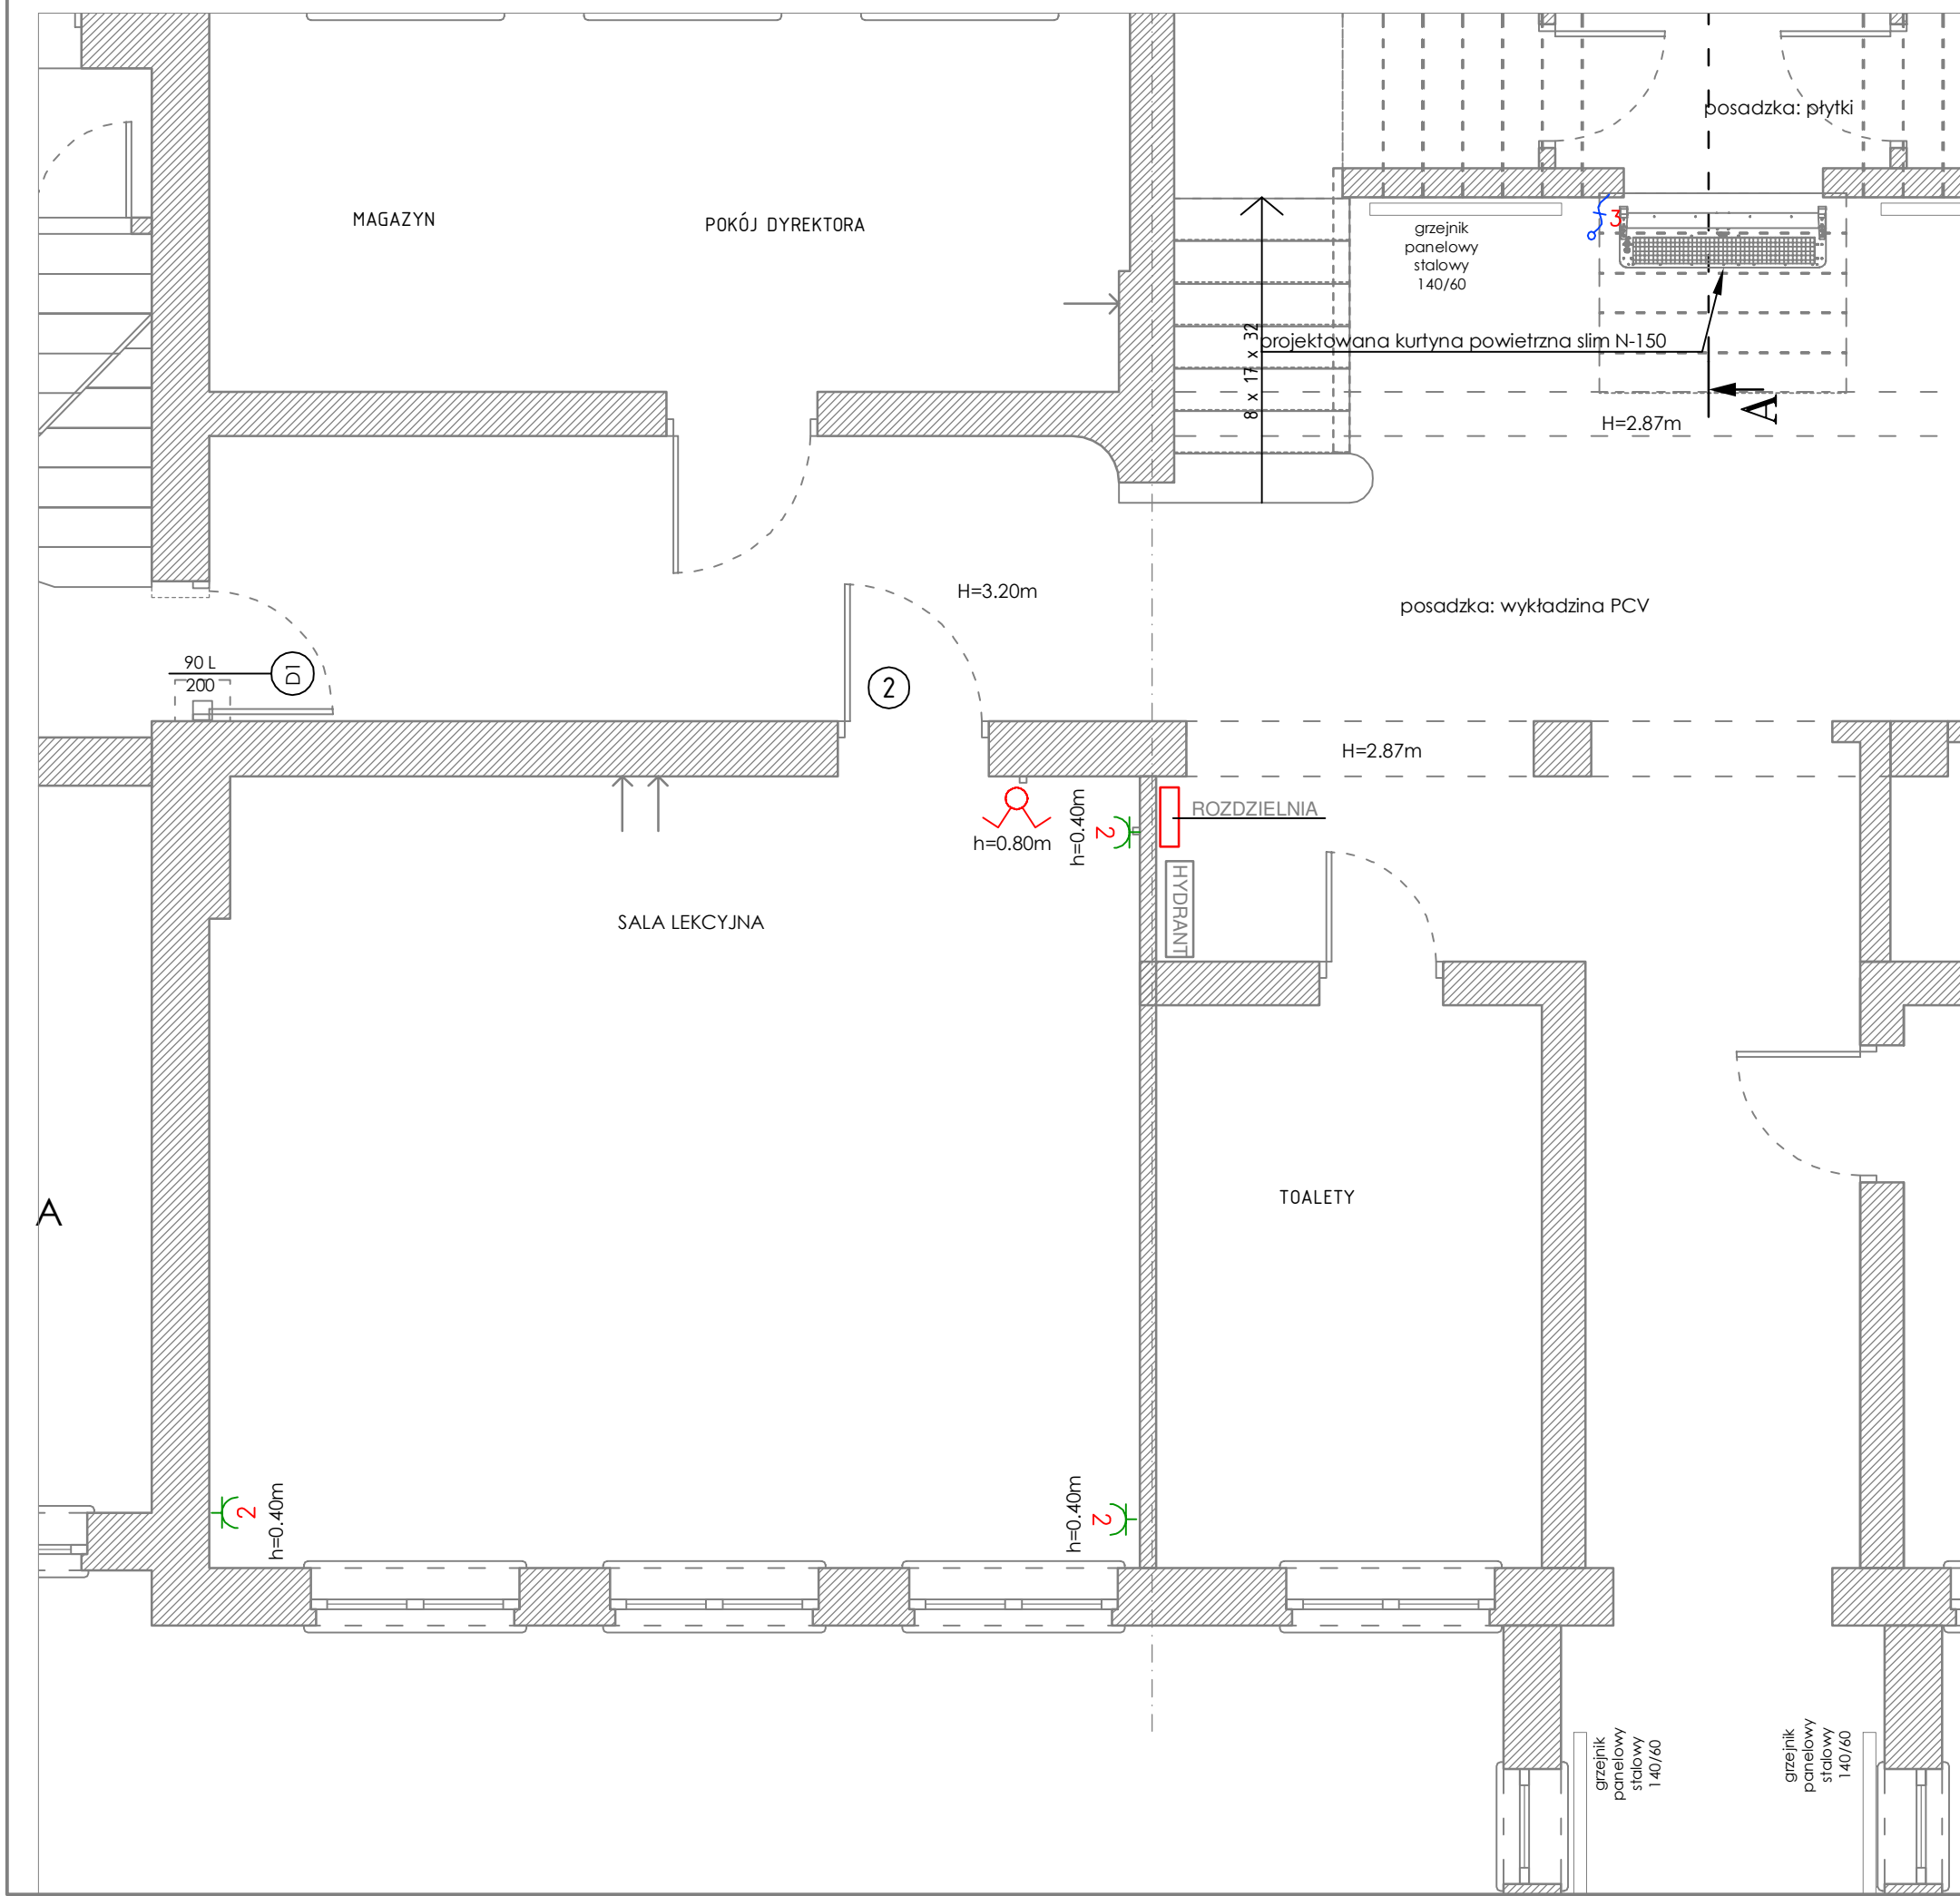 posadzka: płytki
MAGAZYN
POKÓJ DYREKTORA
3
grzejnik
panelowy
stalowy
140/60
8 x 17 x 32
projektowana kurtyna powietrzna slim N-150
A
H=2.87m
H=3.20m
posadzka: wykładzina PCV
90 L
200
D1
2
H=2.87m
ROZDZIELNIA
h=0.80m
h=0.40m
2
HYDRANT
SALA LEKCYJNA
TOALETY
A
2
h=0.40m
h=0.40m
2
grzejnik
panelowy
stalowy
140/60
grzejnik
panelowy
stalowy
140/60